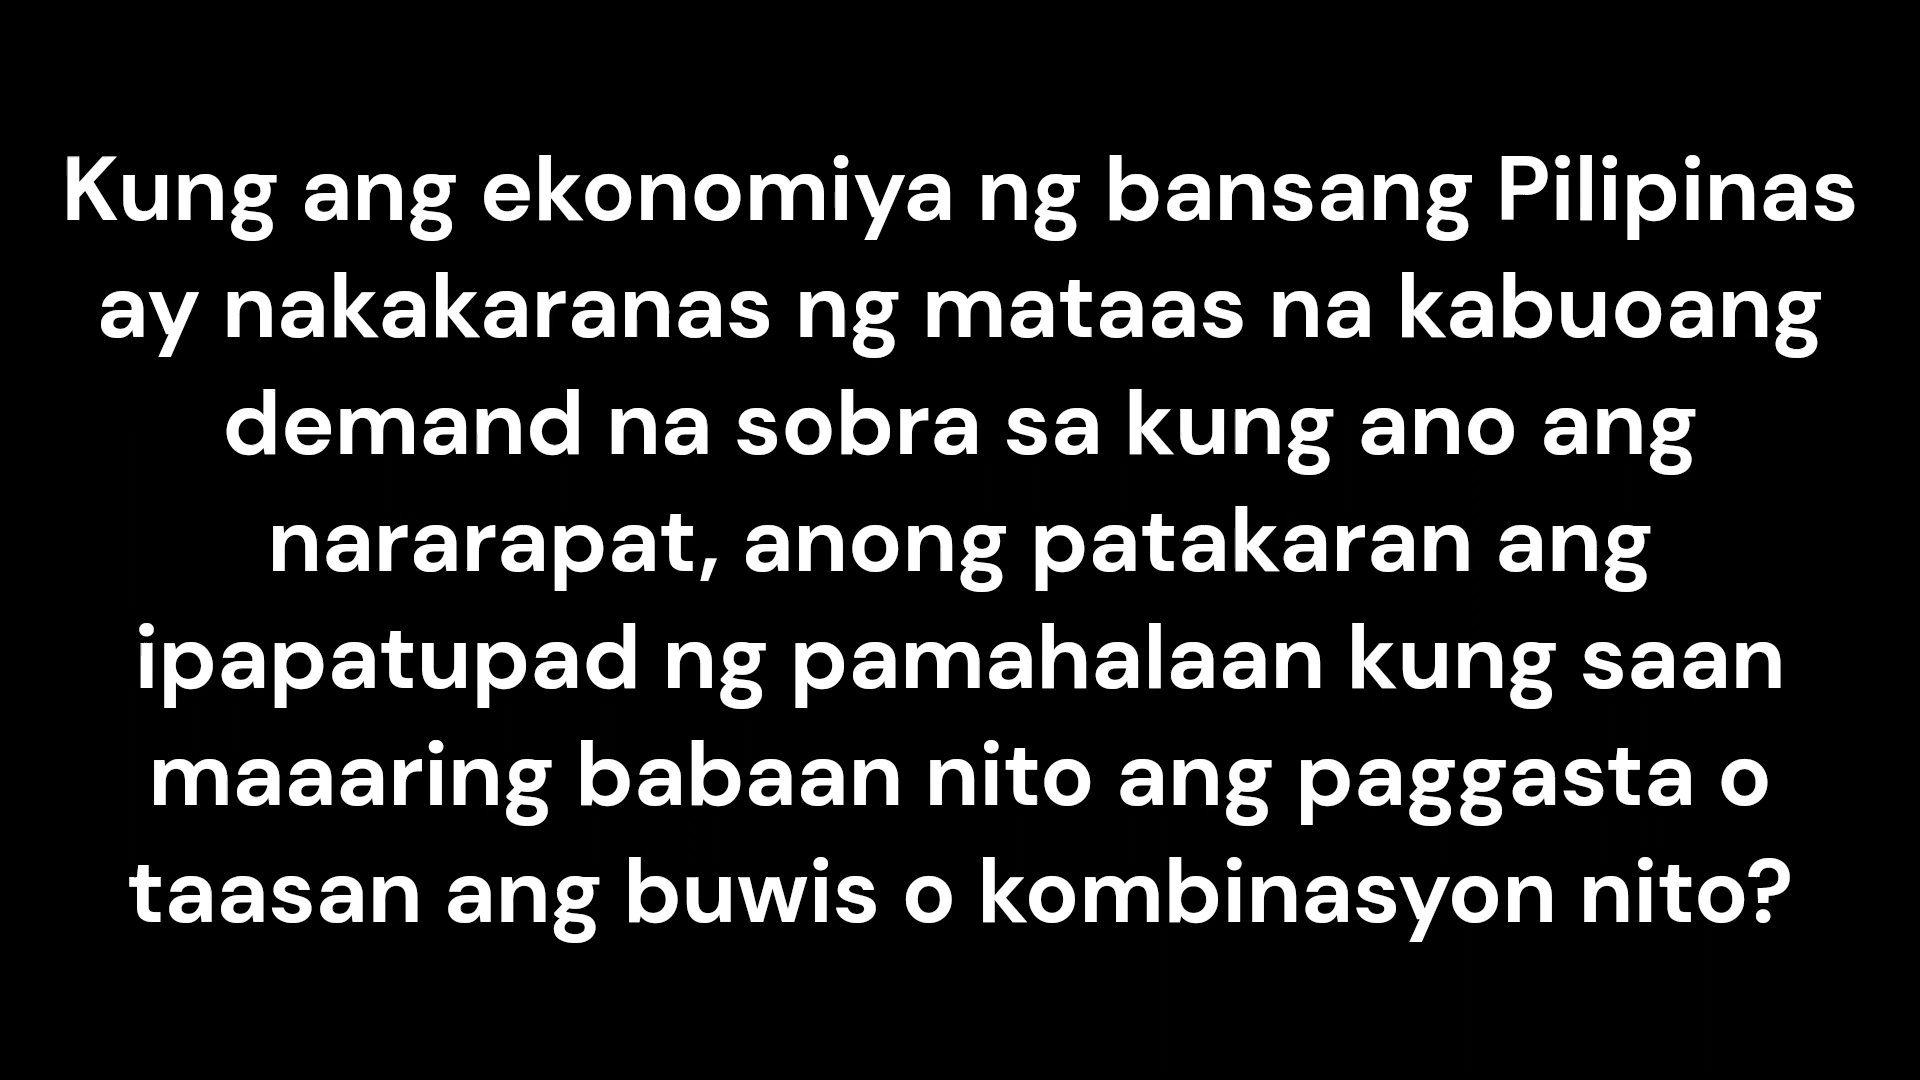 Kung ang ekonomiya ng bansang Pilipinas
ay nakakaranas ng mataas na kabuoang
demand na sobra sa kung ano ang
nararapat, anong patakaran ang
ipapatupad ng pamahalaan kung saan
maaaring babaan nito ang paggasta o
taasan ang buwis o kombinasyon nito?